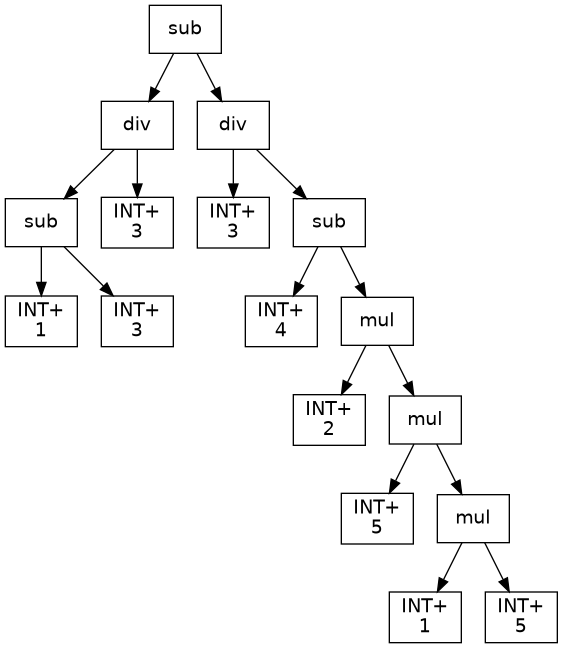 sub
div
div
sub
INT+
3
INT+
3
sub
INT+
1
INT+
3
INT+
4
mul
INT+
2
mul
INT+
5
mul
INT+
1
INT+
5